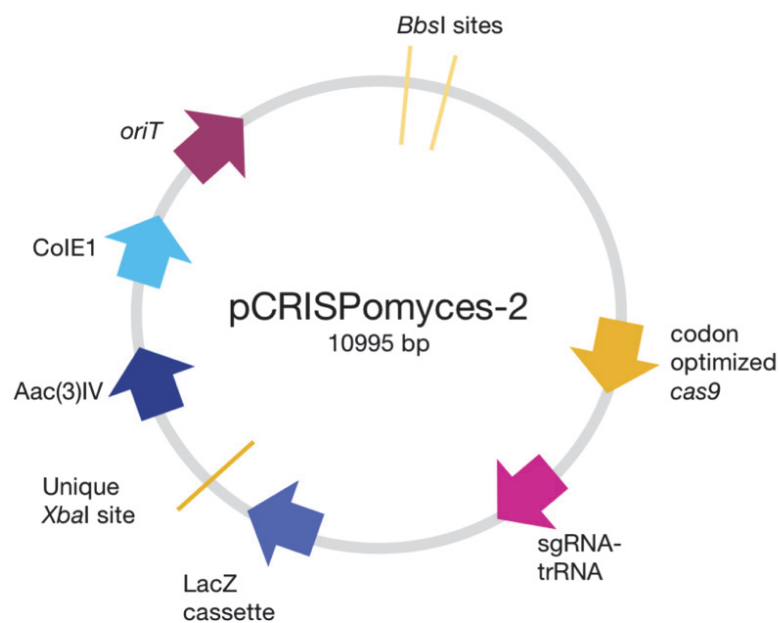 BbsI sites
oriT
ColE1
pCRISPomyces-2
10995 bp
codon
optimized
cas9
Aac(3)IV
Unique
XbaI site
sgRNA-
trRNA
LacZ
cassette